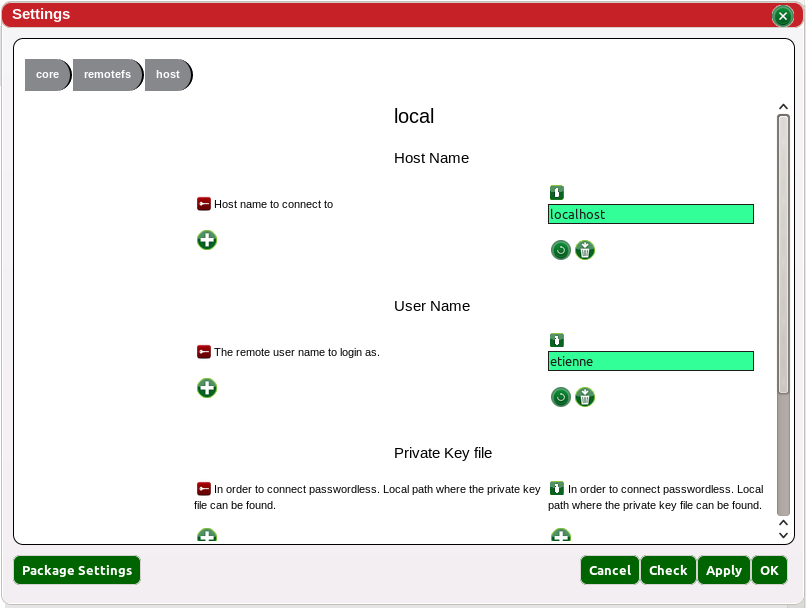 Settings
core remotefs host
local
Host Name
Host name to connect to
localhost
User Name
The remote user name to login as.
etienne
Private Key file
In order to connect passwordless. Local path where the private key
file can be found.
In order to connect passwordless. Local
path where the private key file can be found.
Package Settings Cancel Check Apply OK